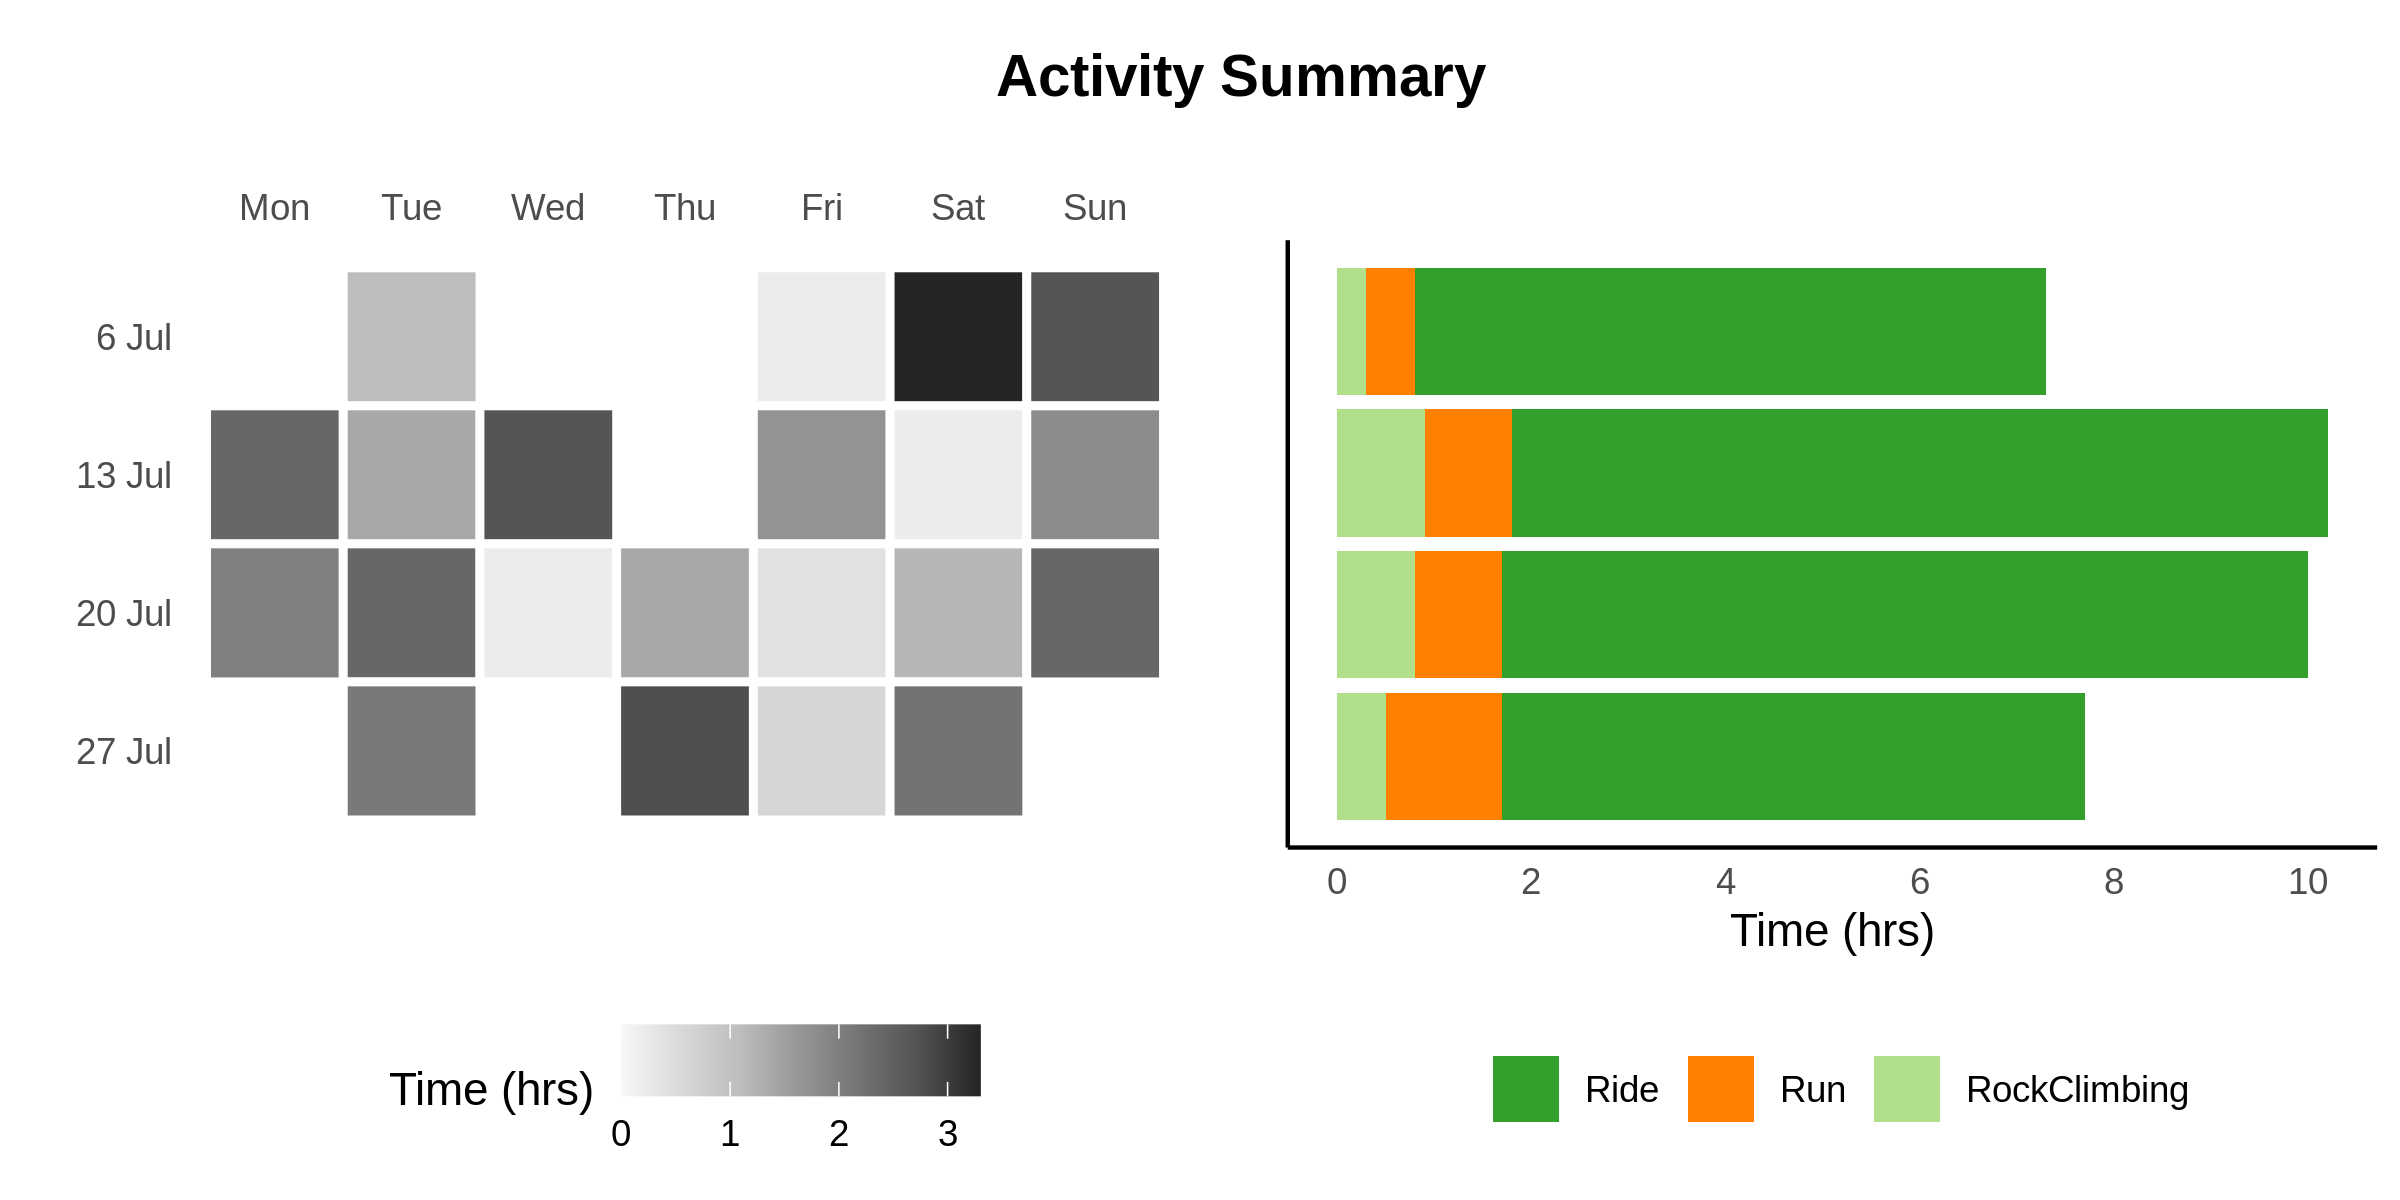 Activity Summary
Mon Tue Wed Thu Fri Sat Sun
6 Jul
13 Jul
20 Jul
27 Jul
0 2 4 6 8 10
Time (hrs)
Time (hrs)
0 1 2 3
Ride Run RockClimbing